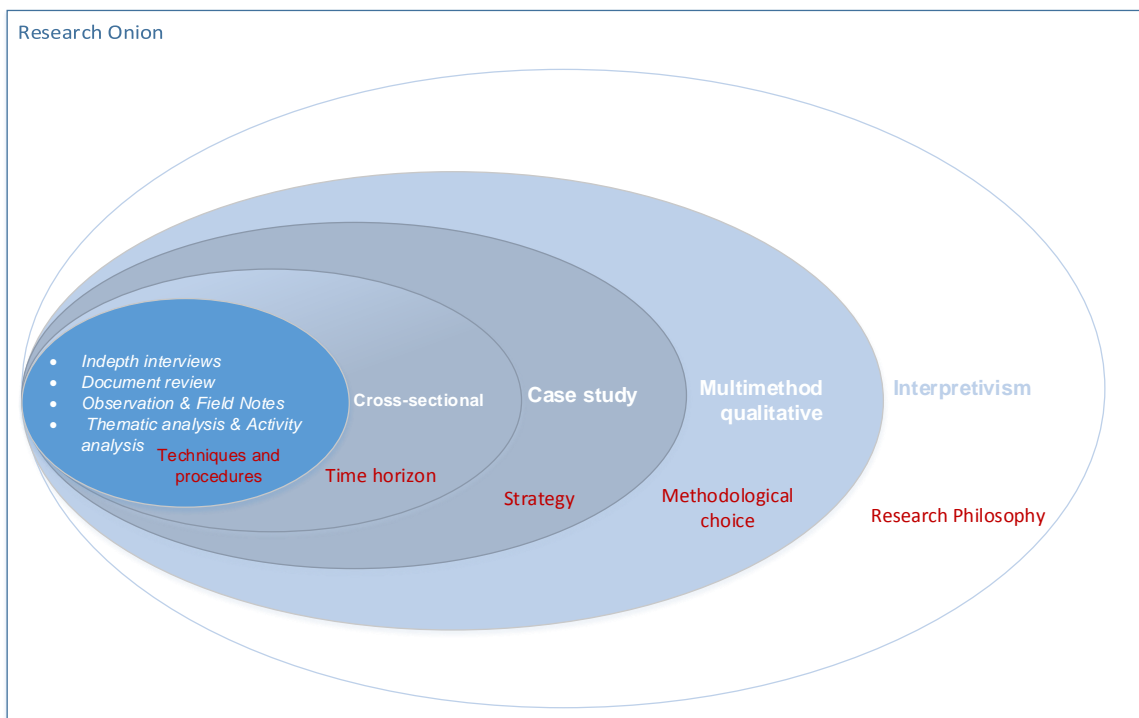 Research Onion
• Indepth interviews
• Document review
• Observation & Field Notes
• Thematic analysis & Activity
analysis
Techniques and
procedures
Cross-sectional
Time horizon
Case study
Strategy
Multimethod
qualitative
Methodological
choice
Interpretivism
Research Philosophy